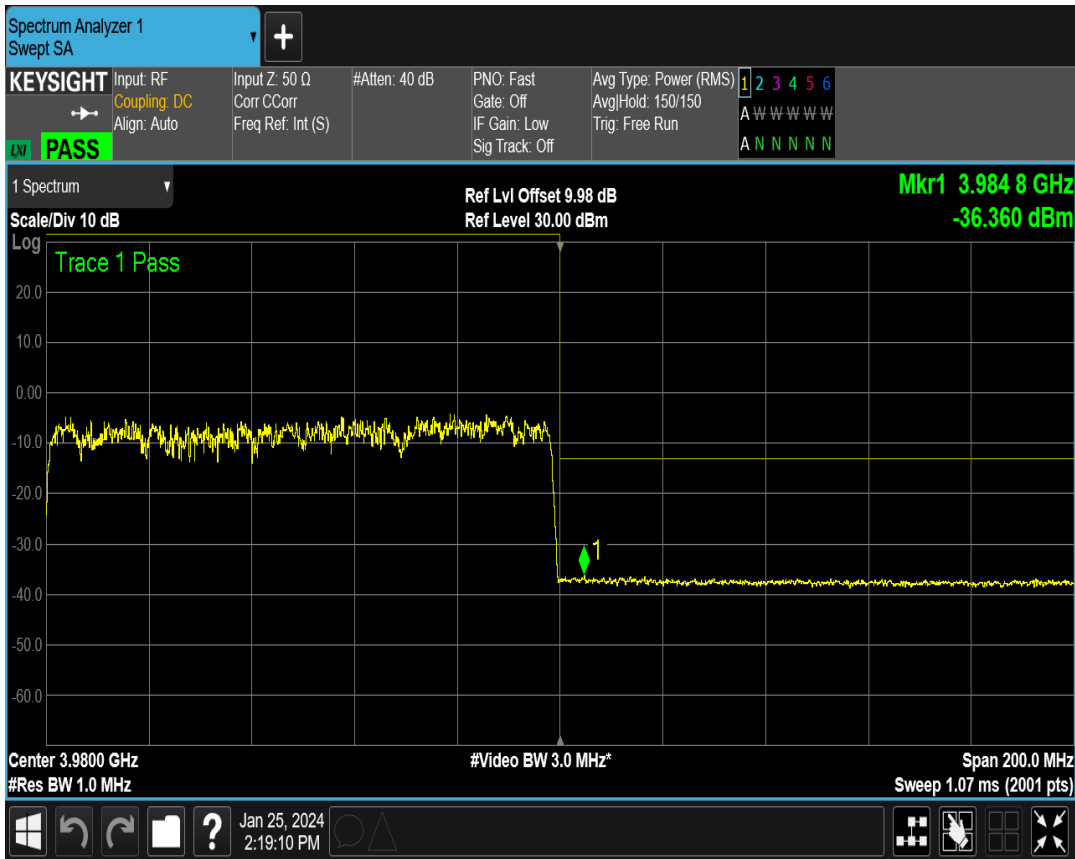 Spectrum Analyzer 1
Swept SA
+
KEYSIGHT
LXI PASS
Input: RF
Coupling: DC
Align: Auto
Input Z: 50 Ω
Corr CCorr
Freq Ref: Int (S)
#Atten: 40 dB
PNO: Fast
Gate: Off
IF Gain: Low
Sig Track: Off
Avg Type: Power (RMS)
Avg|Hold: 150/150
Trig: Free Run
1 2 3 4 5 6
A W W W W W
A N N N N N
1 Spectrum
Scale/Div 10 dB
Ref Lvl Offset 9.98 dB
Ref Level 30.00 dBm
Mkr1 3.984 8 GHz
-36.360 dBm
Log
Trace 1 Pass
20.0
10.0
0.00
-10.0
-20.0
-30.0
1
-40.0
-50.0
-60.0
Center 3.9800 GHz
#Video BW 3.0 MHz*
Span 200.0 MHz
#Res BW 1.0 MHz
Sweep 1.07 ms (2001 pts)
?
Jan 25, 2024
2:19:10 PM